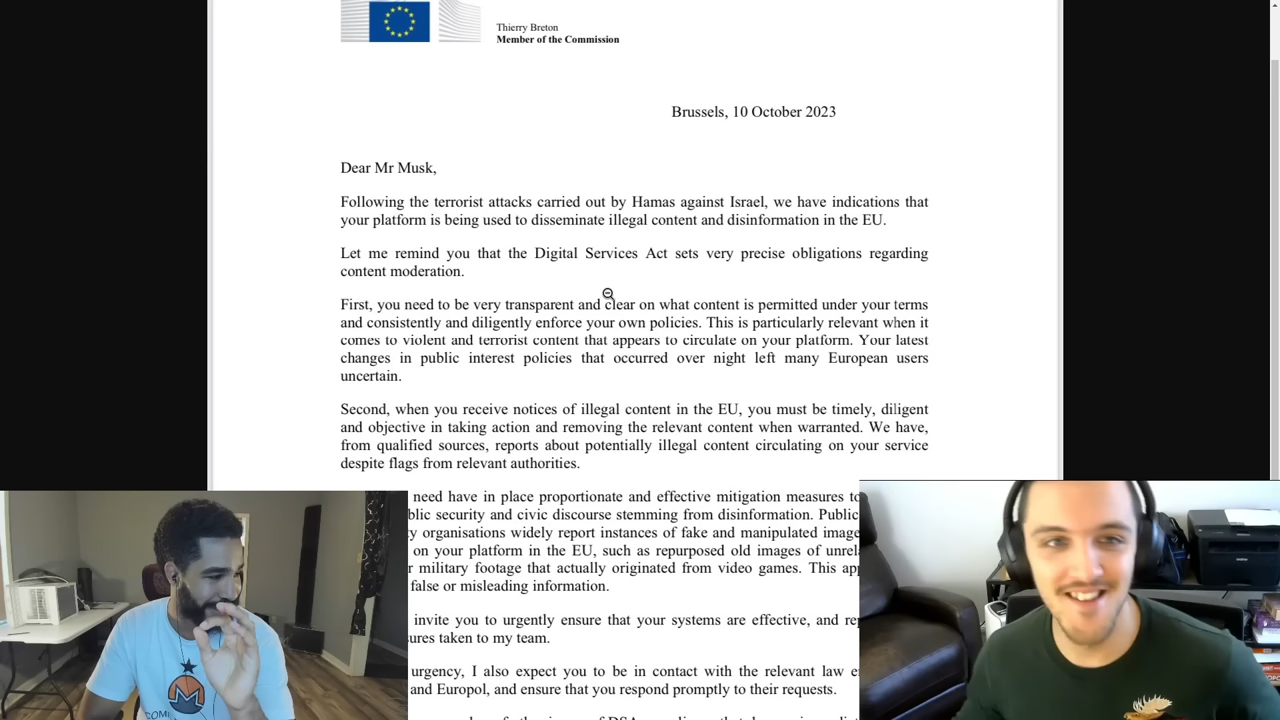 Thierry Breton
Member of the Commission
Brussels, 10 October 2023
Dear Mr Musk,
Following the terrorist attacks carried out by Hamas against Israel, we have indications that
your platform is being used to disseminate illegal content and disinformation in the EU.
Let me remind you that the Digital Services Act sets very precise obligations regarding
content moderation.
First, you need to be very transparent and clear on what content is permitted under your terms
and consistently and diligently enforce your own policies. This is particularly relevant when it
comes to violent and terrorist content that appears to circulate on your platform. Your latest
changes in public interest policies that occurred over night left many European users
uncertain.
Second, when you receive notices of illegal content in the EU, you must be timely, diligent
and objective in taking action and removing the relevant content when warranted. We have,
from qualified sources, reports about potentially illegal content circulating on your service
despite flags from relevant authorities.
need have in place proportionate and effective mitigation measures to
blic security and civic discourse stemming from disinformation. Public
y organisations widely report instances of fake and manipulated image
on your platform in the EU, such as repurposed old images of unrel
r military footage that actually originated from video games. This app
false or misleading information.
invite you to urgently ensure that your systems are effective, and rep
ures taken to my team.
urgency, I also expect you to be in contact with the relevant law e
and Europol, and ensure that you respond promptly to their requests.